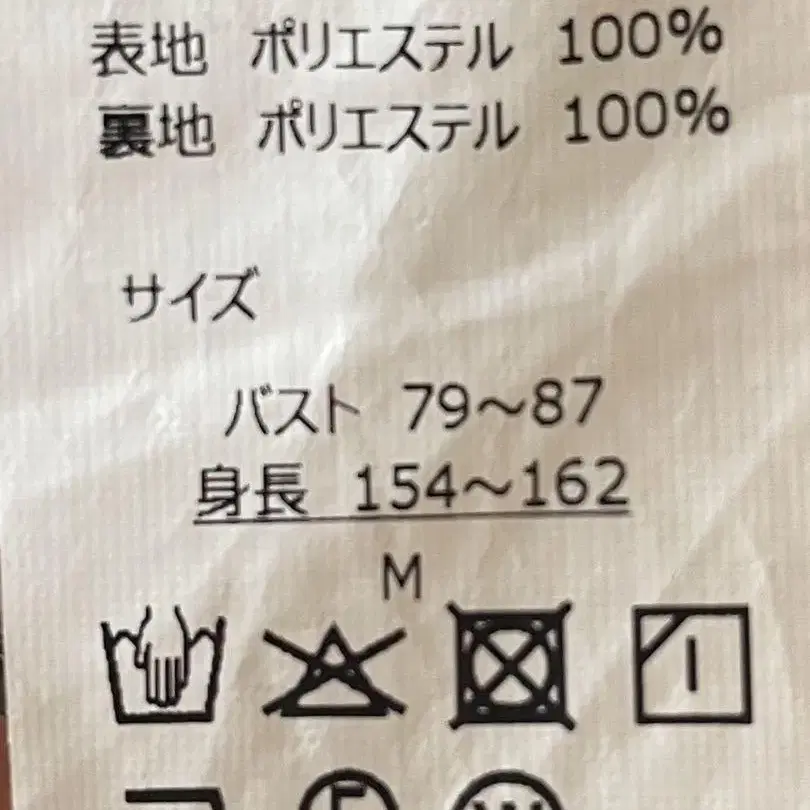 表地 ポリエステル 100%
裏地 ポリエステル 100%
サイズ
バスト 79～87
身長 154～162
M